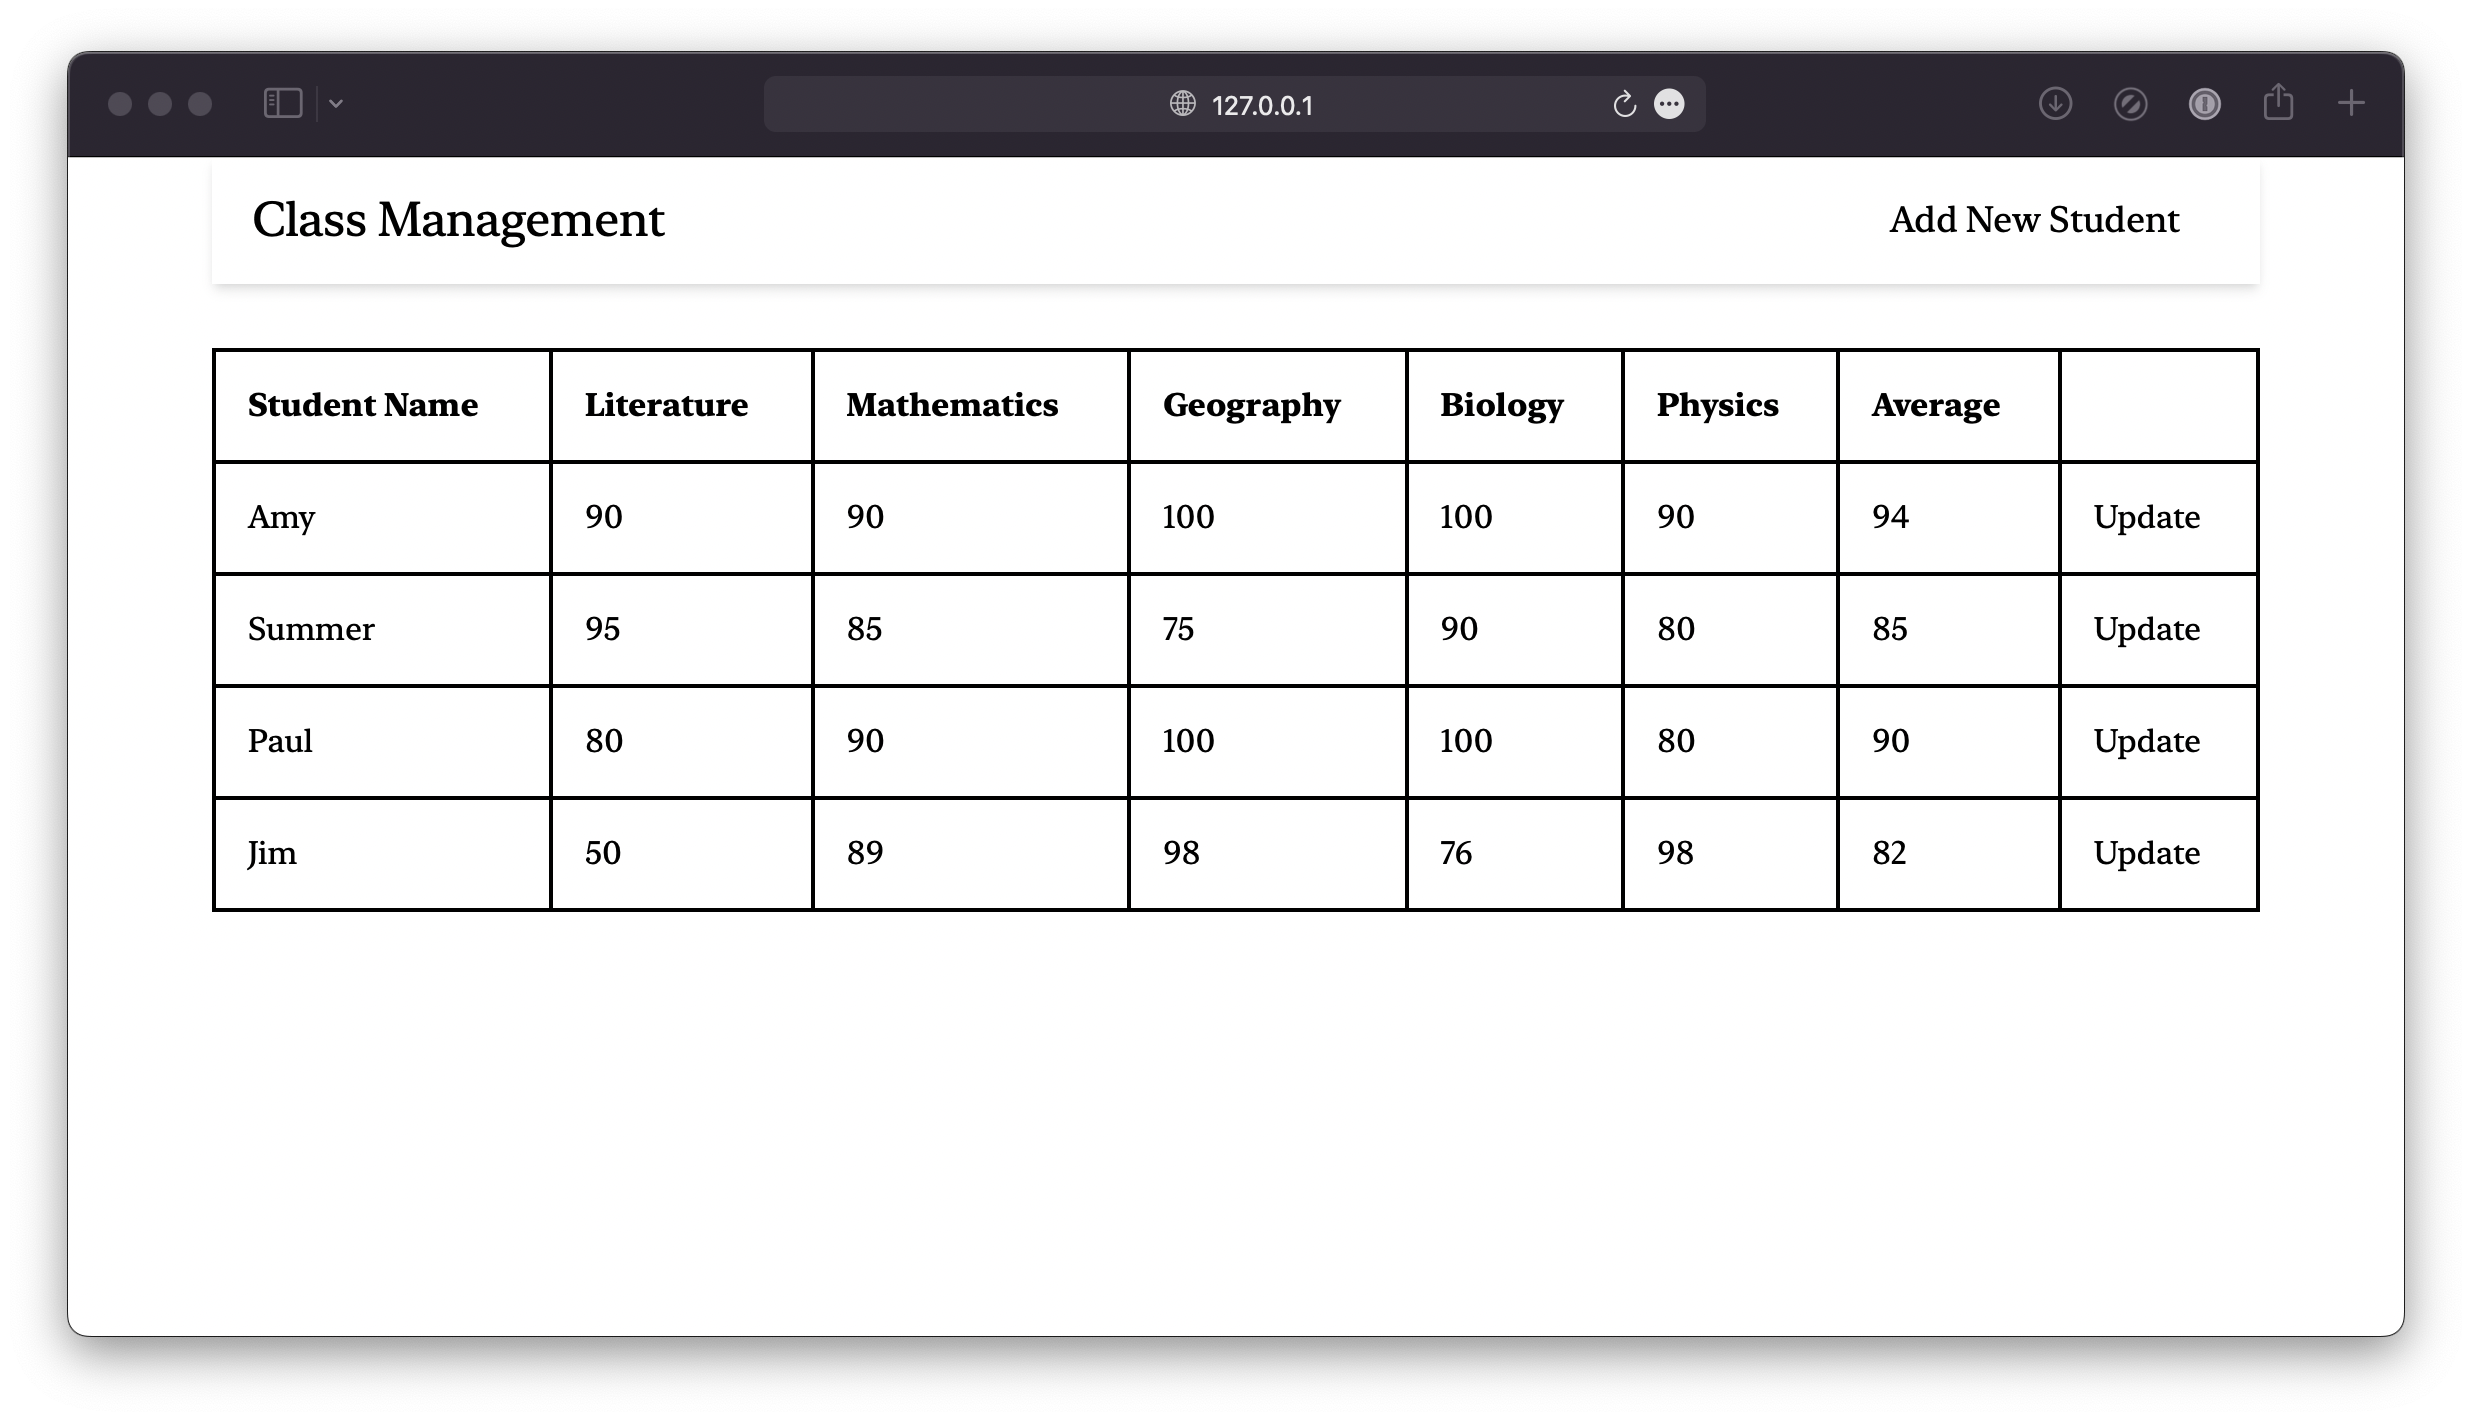 127.0.0.1
Class Management Add New Student
Student Name Literature Mathematics Geography Biology Physics Average
Amy 90 90 100 100 90 94 Update
Summer 95 85 75 90 80 85 Update
Paul 80 90 100 100 80 90 Update
Jim 50 89 98 76 98 82 Update